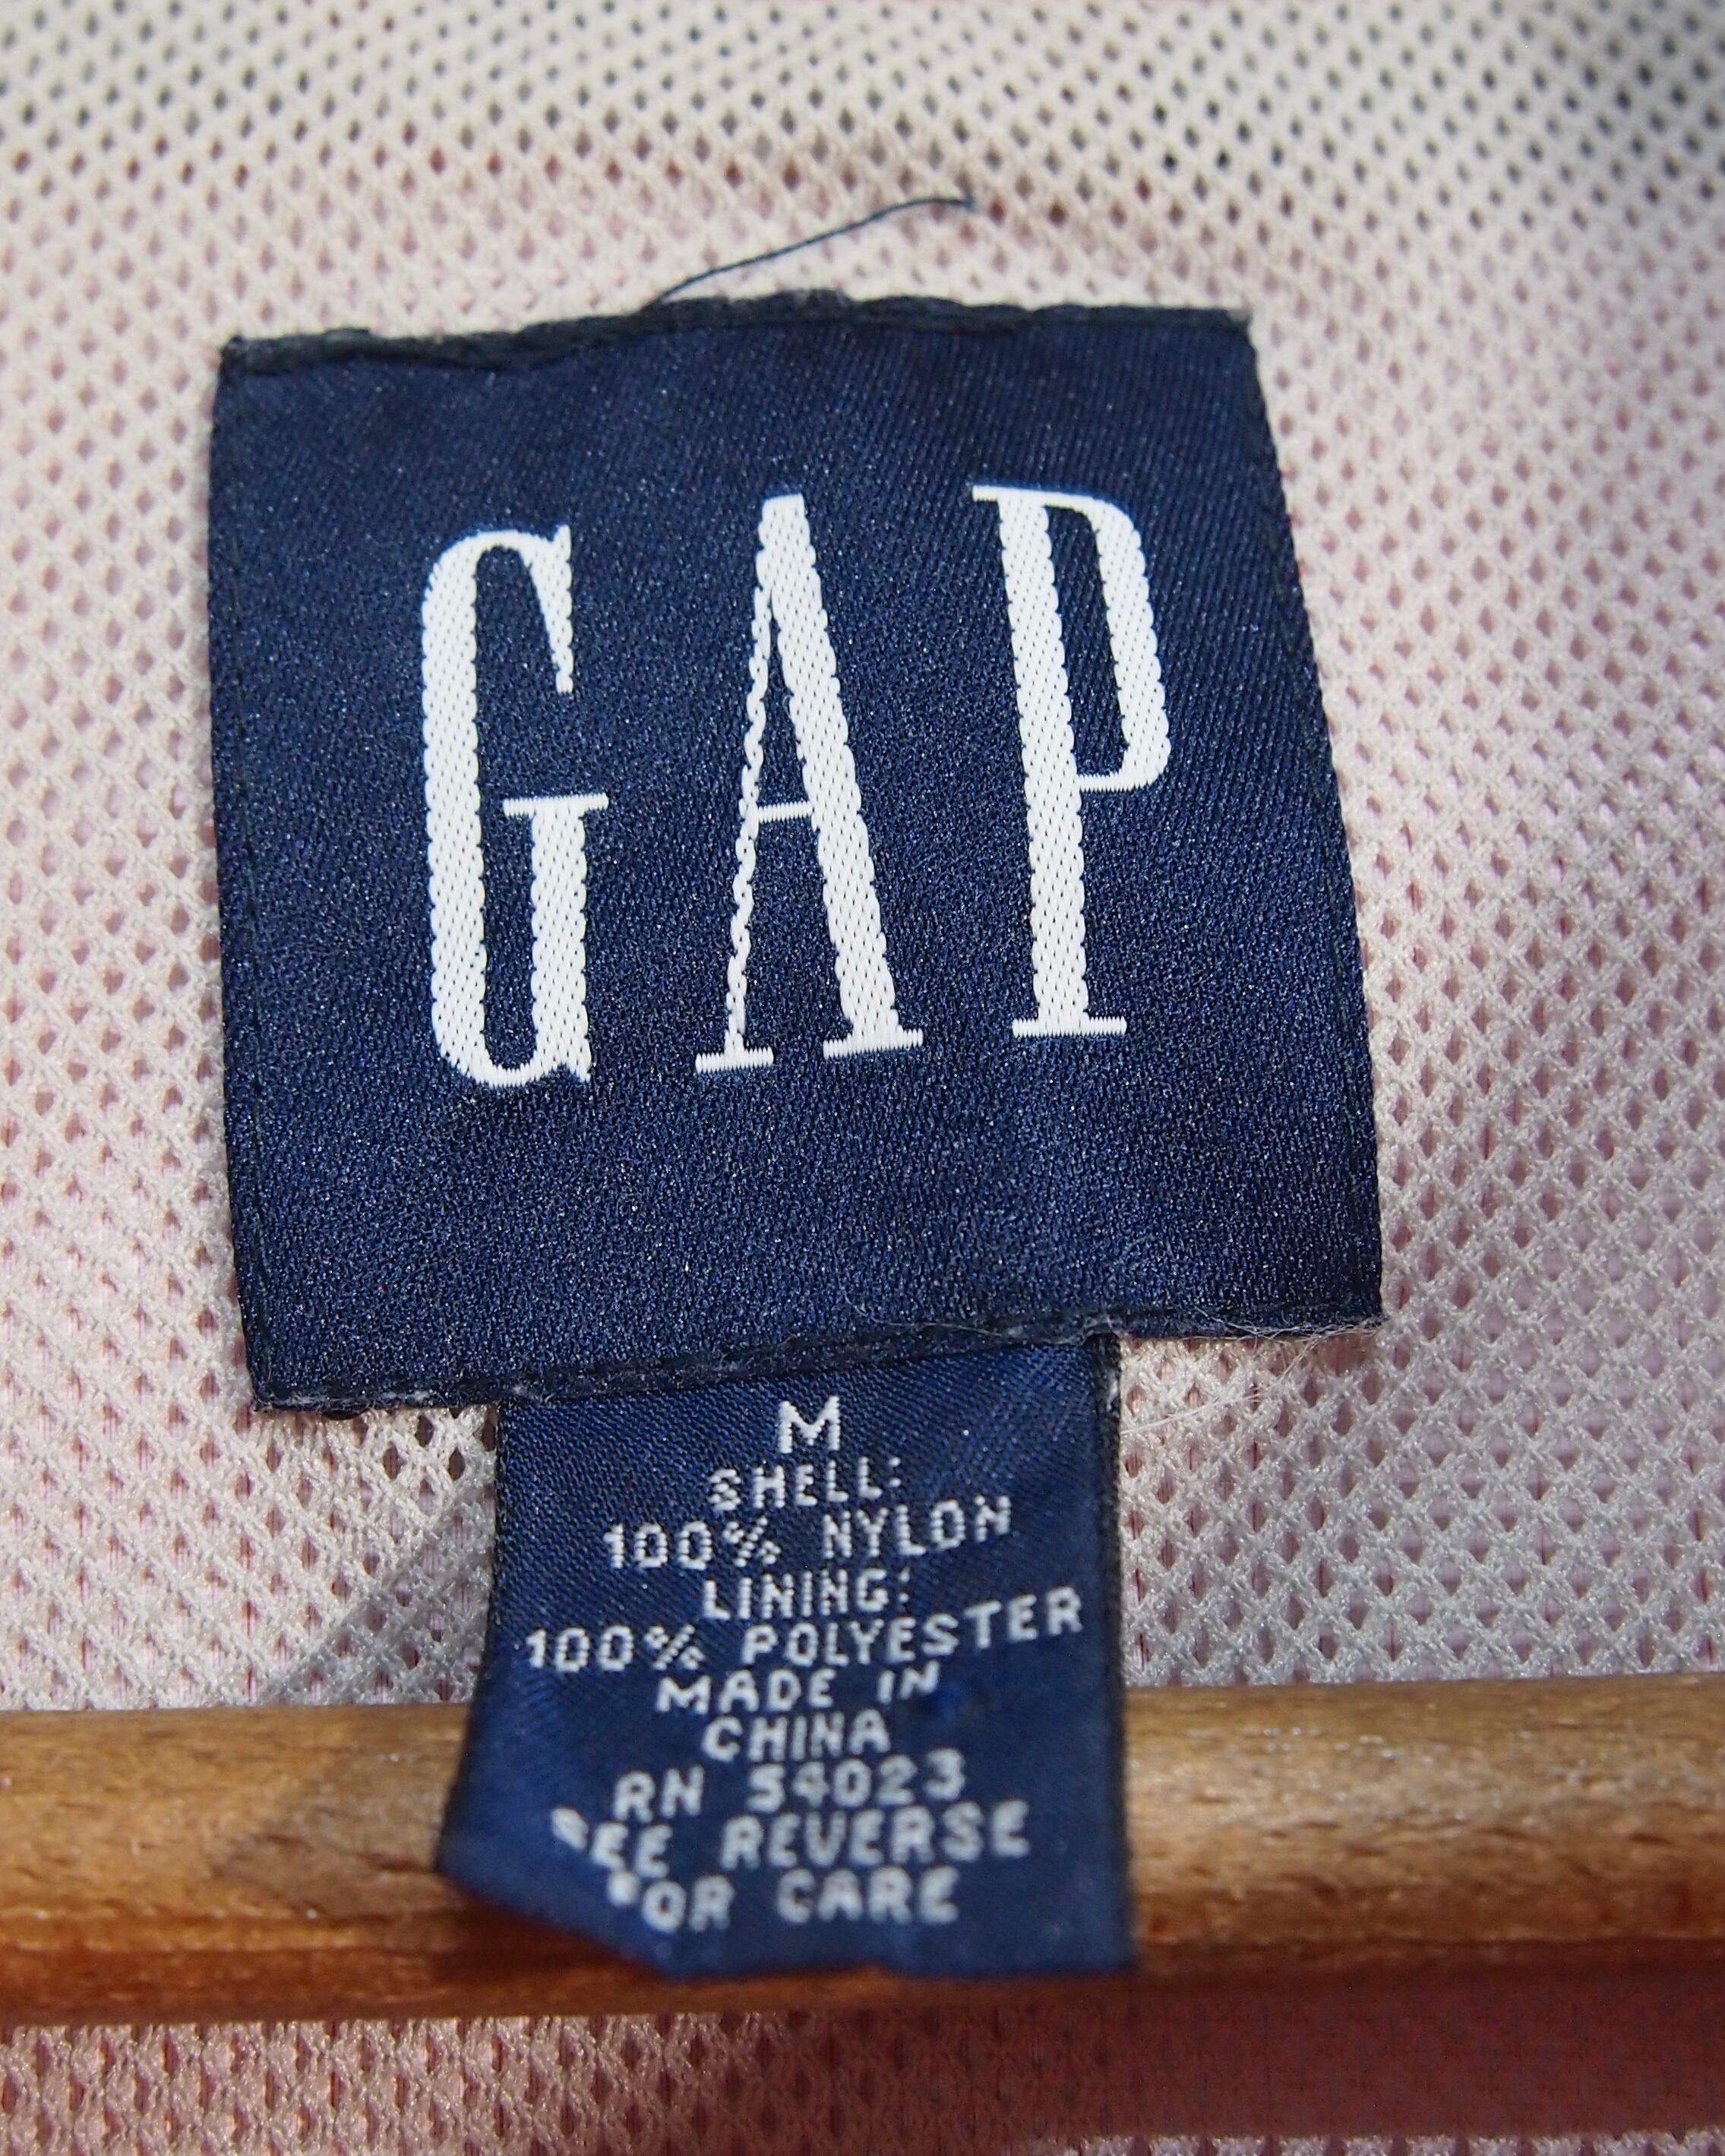 GAP
M
SHELL:
100% NYLON
LINING:
100% POLYESTER
MADE IN
CHINA
RN 54023
SEE REVERSE
FOR CARE